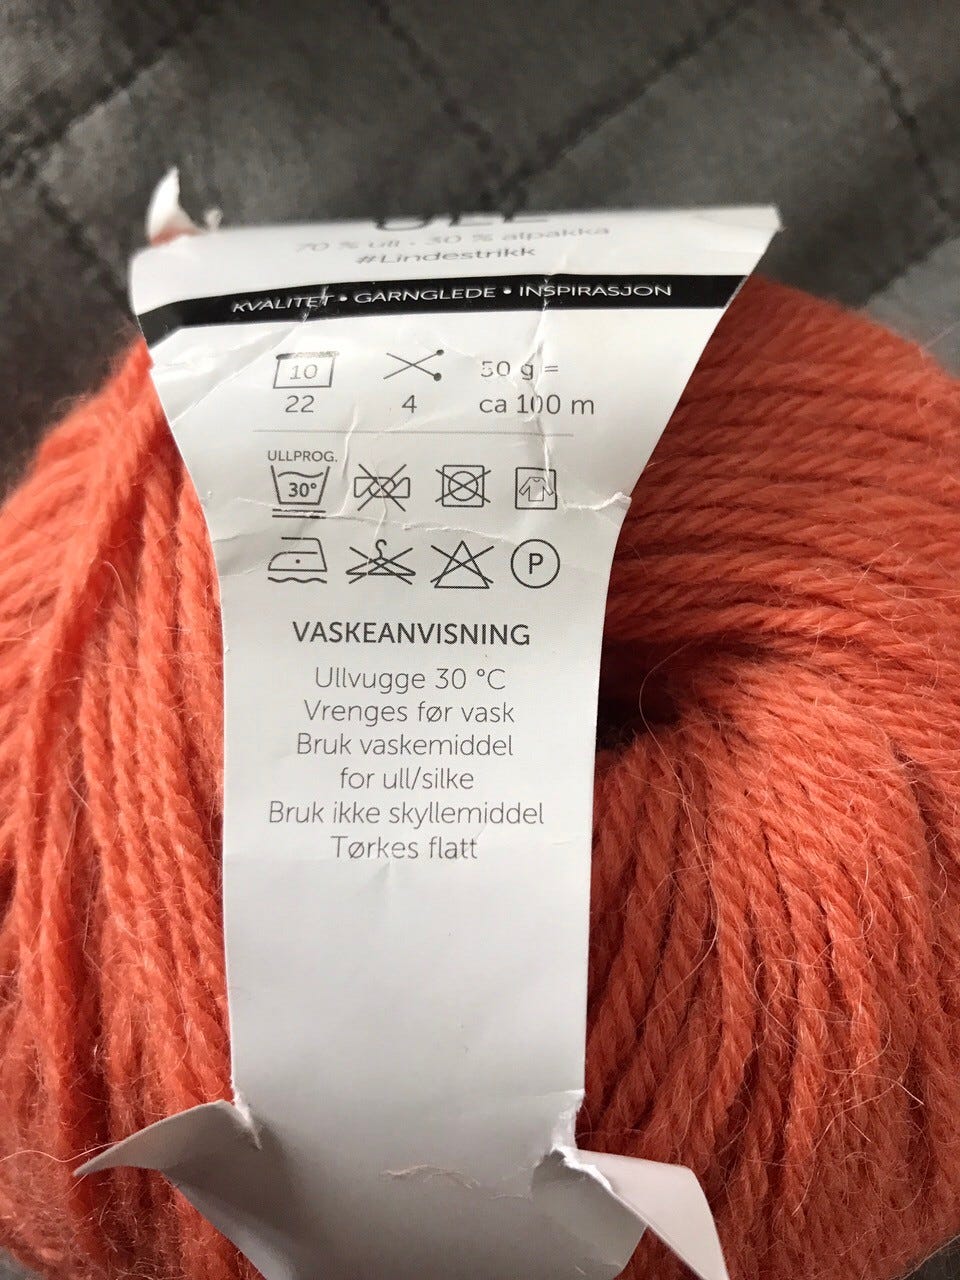 70 % ull - 30 % alpakka
#Lindestrikk
KVALITET • GARNGLEDE • INSPIRASJON
10
22
4
50 g =
ca 100 m
ULLPROG.
30°
P
VASKEANVISNING
Ullvugge 30 °C
Vrenges før vask
Bruk vaskemiddel
for ull/silke
Bruk ikke skyllemiddel
Tørkes flatt